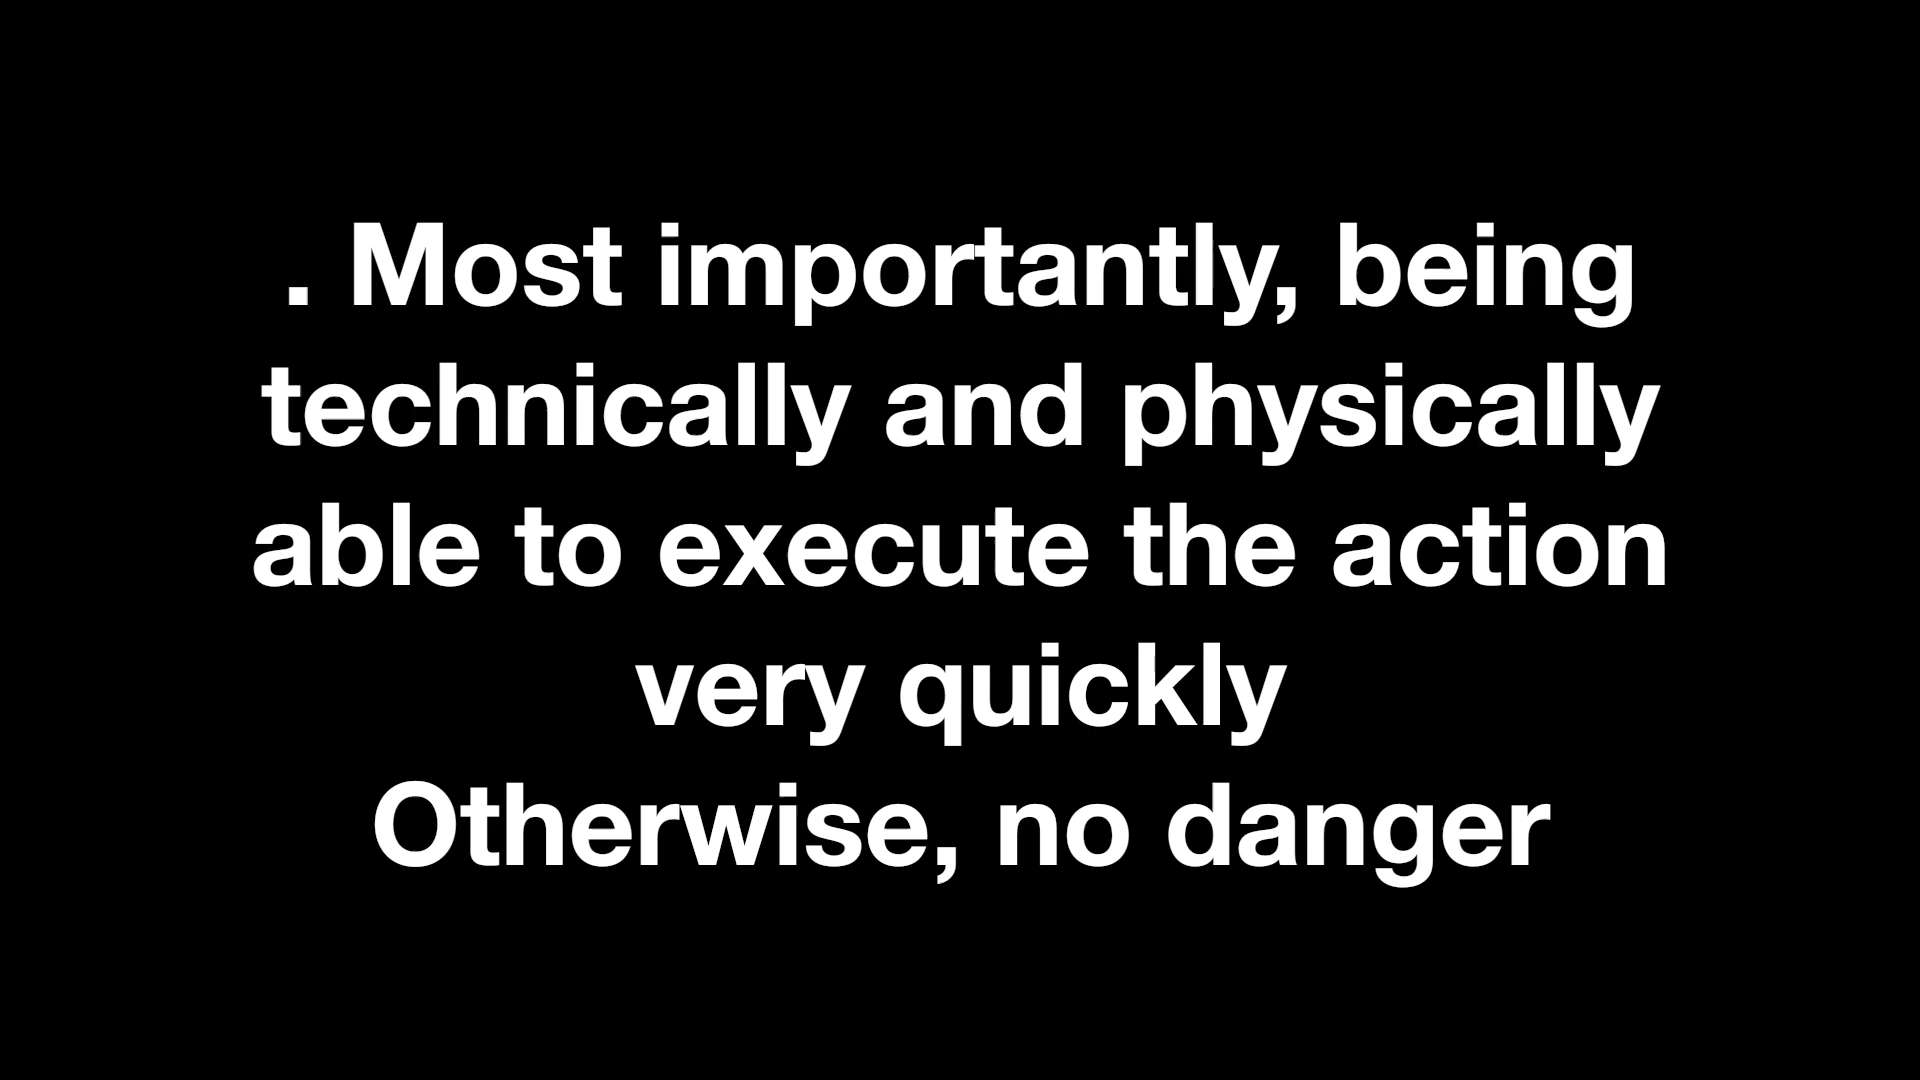 . Most importantly, being
technically and physically
able to execute the action
very quickly
Otherwise, no danger